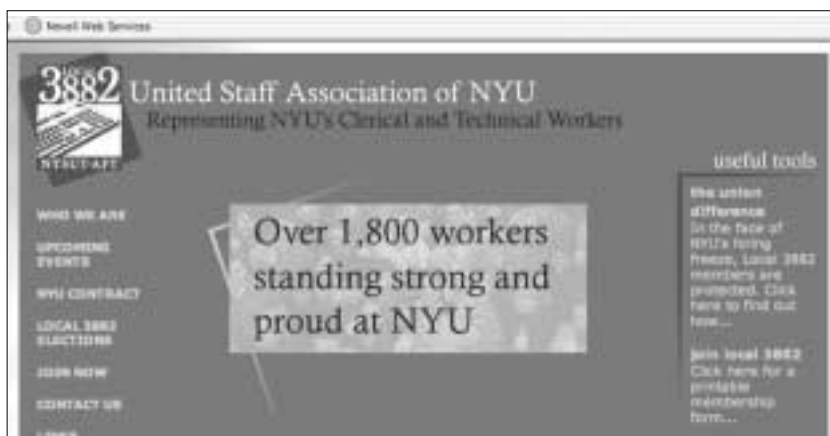 Novell Web Services
LOCAL
3882
NYSUT-AFT
United Staff Association of NYU
Representing NYU's Clerical and Technical Workers
WHO WE ARE
UPCOMING
EVENTS
NYU CONTRACT
LOCAL 3882
ELECTIONS
JOIN NOW
CONTACT US
LINKS
Over 1,800 workers
standing strong and
proud at NYU
useful tools
the union
difference
In the face of
NYU's hiring
freeze, Local 3882
members are
protected. Click
here to find out
how...
join local 3882
Click here for a
printable
membership
form...